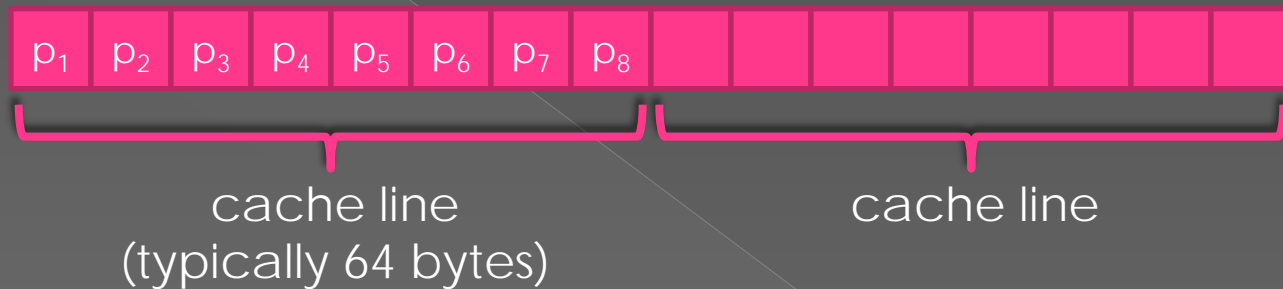 p₁ p₂ p₃ p₄ p₅ p₆ p₇ p₈
cache line
(typically 64 bytes)
cache line